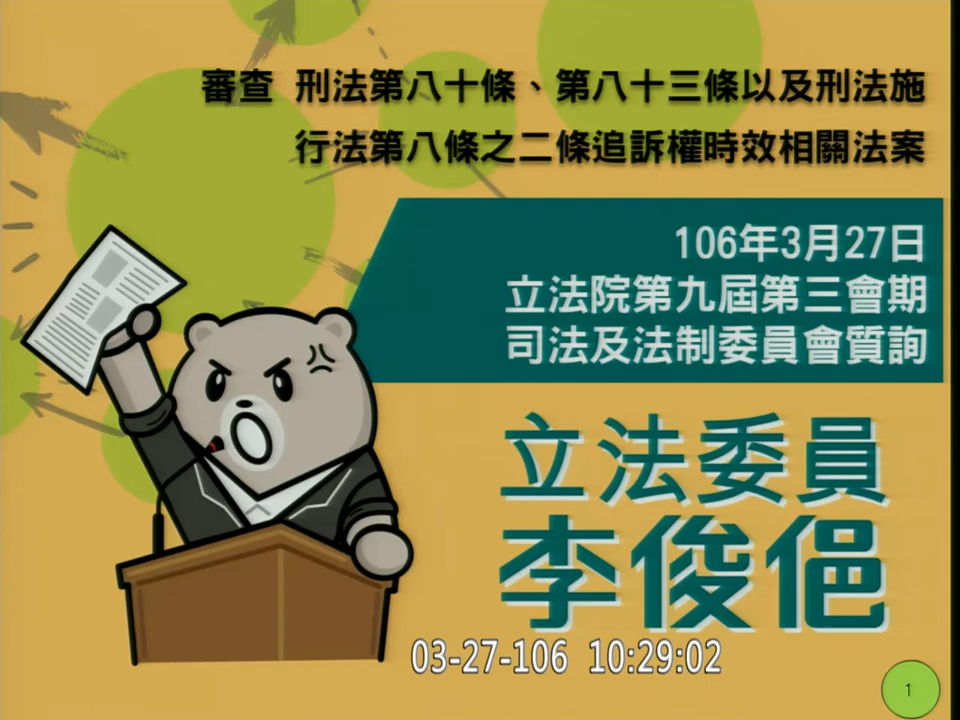 審查 刑法第八十條、第八十三條以及刑法施
行法第八條之二條追訴權時效相關法案
106年3月27日
立法院第九屆第三會期
司法及法制委員會質詢
立法委員
李俊俋
03-27-106 10:29:02
1